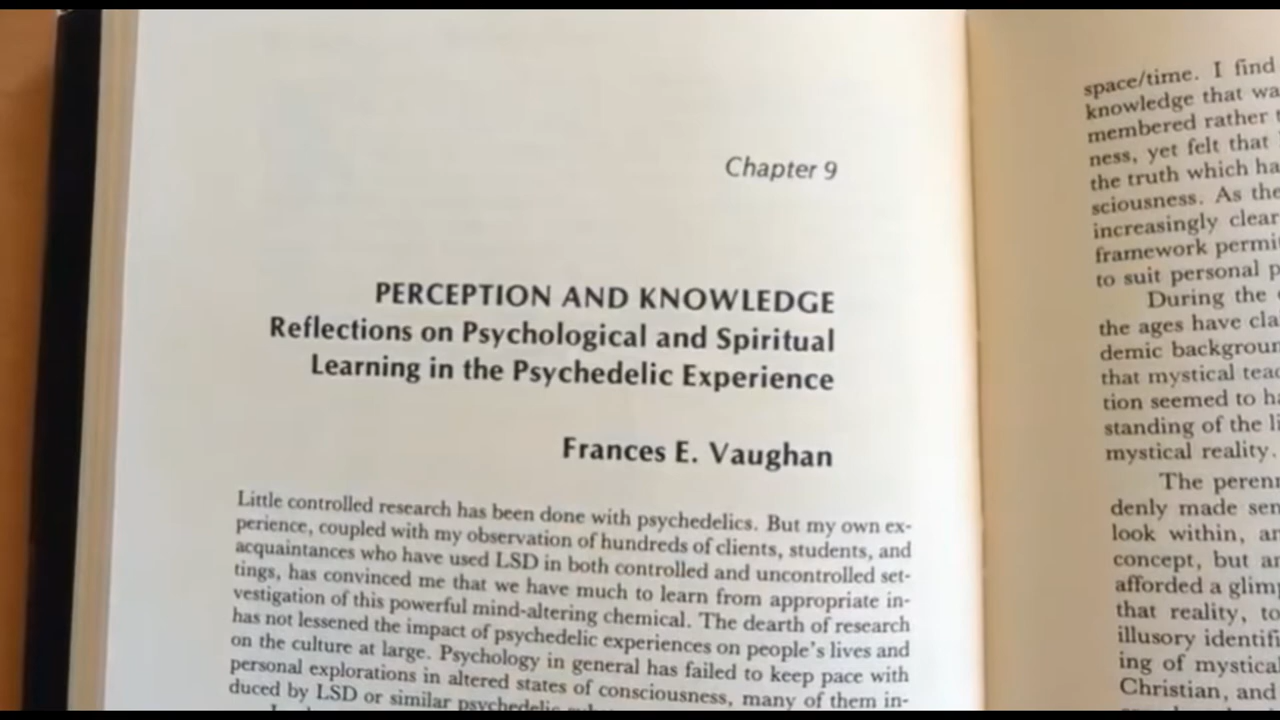 Chapter 9
PERCEPTION AND KNOWLEDGE
Reflections on Psychological and Spiritual
Learning in the Psychedelic Experience
Frances E. Vaughan
Little controlled research has been done with psychedelics. But my own ex-
perience, coupled with my observation of hundreds of clients, students, and
acquaintances who have used LSD in both controlled and uncontrolled set-
tings, has convinced me that we have much to learn from appropriate in-
vestigation of this powerful mind-altering chemical. The dearth of research
has not lessened the impact of psychedelic experiences on people's lives and
on the culture at large. Psychology in general has failed to keep pace with
personal explorations in altered states of consciousness, many of them in-
duced by LSD or similar psychedelic
space/time. I find
knowledge that wa
membered rather t
ness, yet felt that
the truth which ha
sciousness. As the
increasingly clear
framework permi
to suit personal p
During the
the ages have cla
demic backgroun
that mystical teac
tion seemed to ha
standing of the li
mystical reality.
The perenn
denly made sen
look within, an
concept, but an
afforded a glim
that reality, to
illusory identifi
ing of mystical
Christian, and